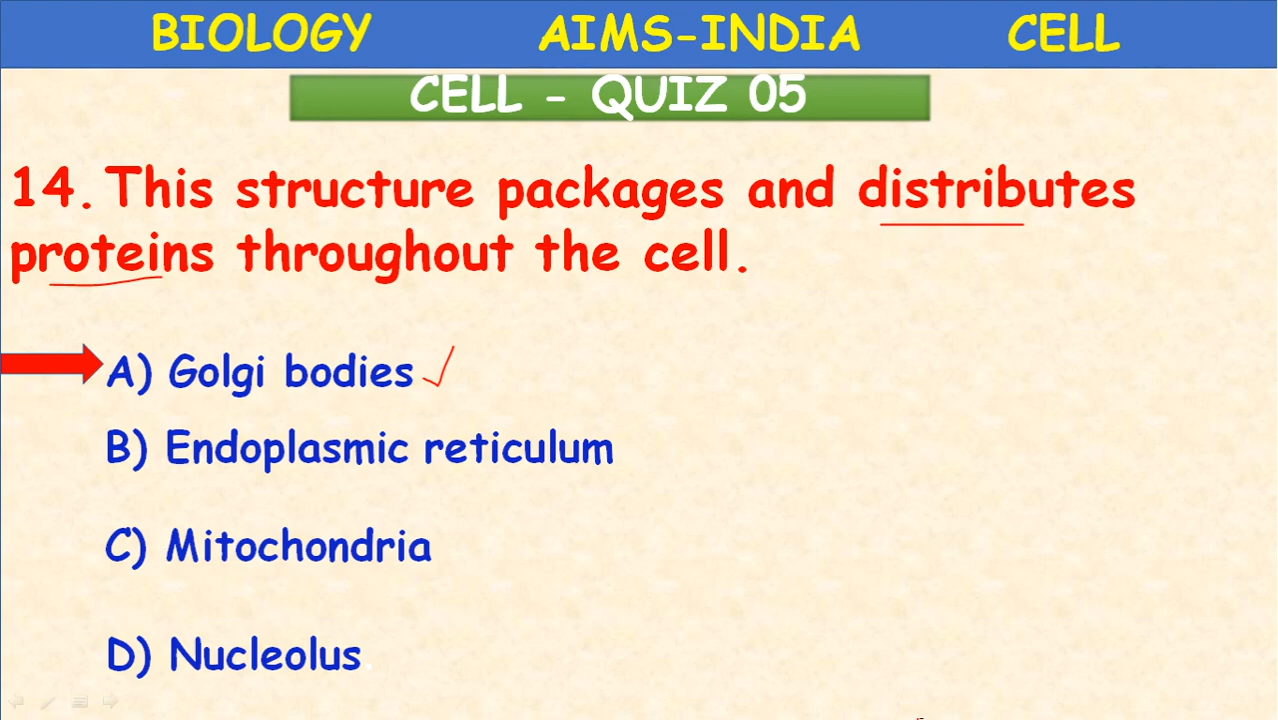 BIOLOGY AIMS-INDIA CELL
CELL - QUIZ 05
14. This structure packages and distributes
proteins throughout the cell.
A) Golgi bodies
B) Endoplasmic reticulum
C) Mitochondria
D) Nucleolus.